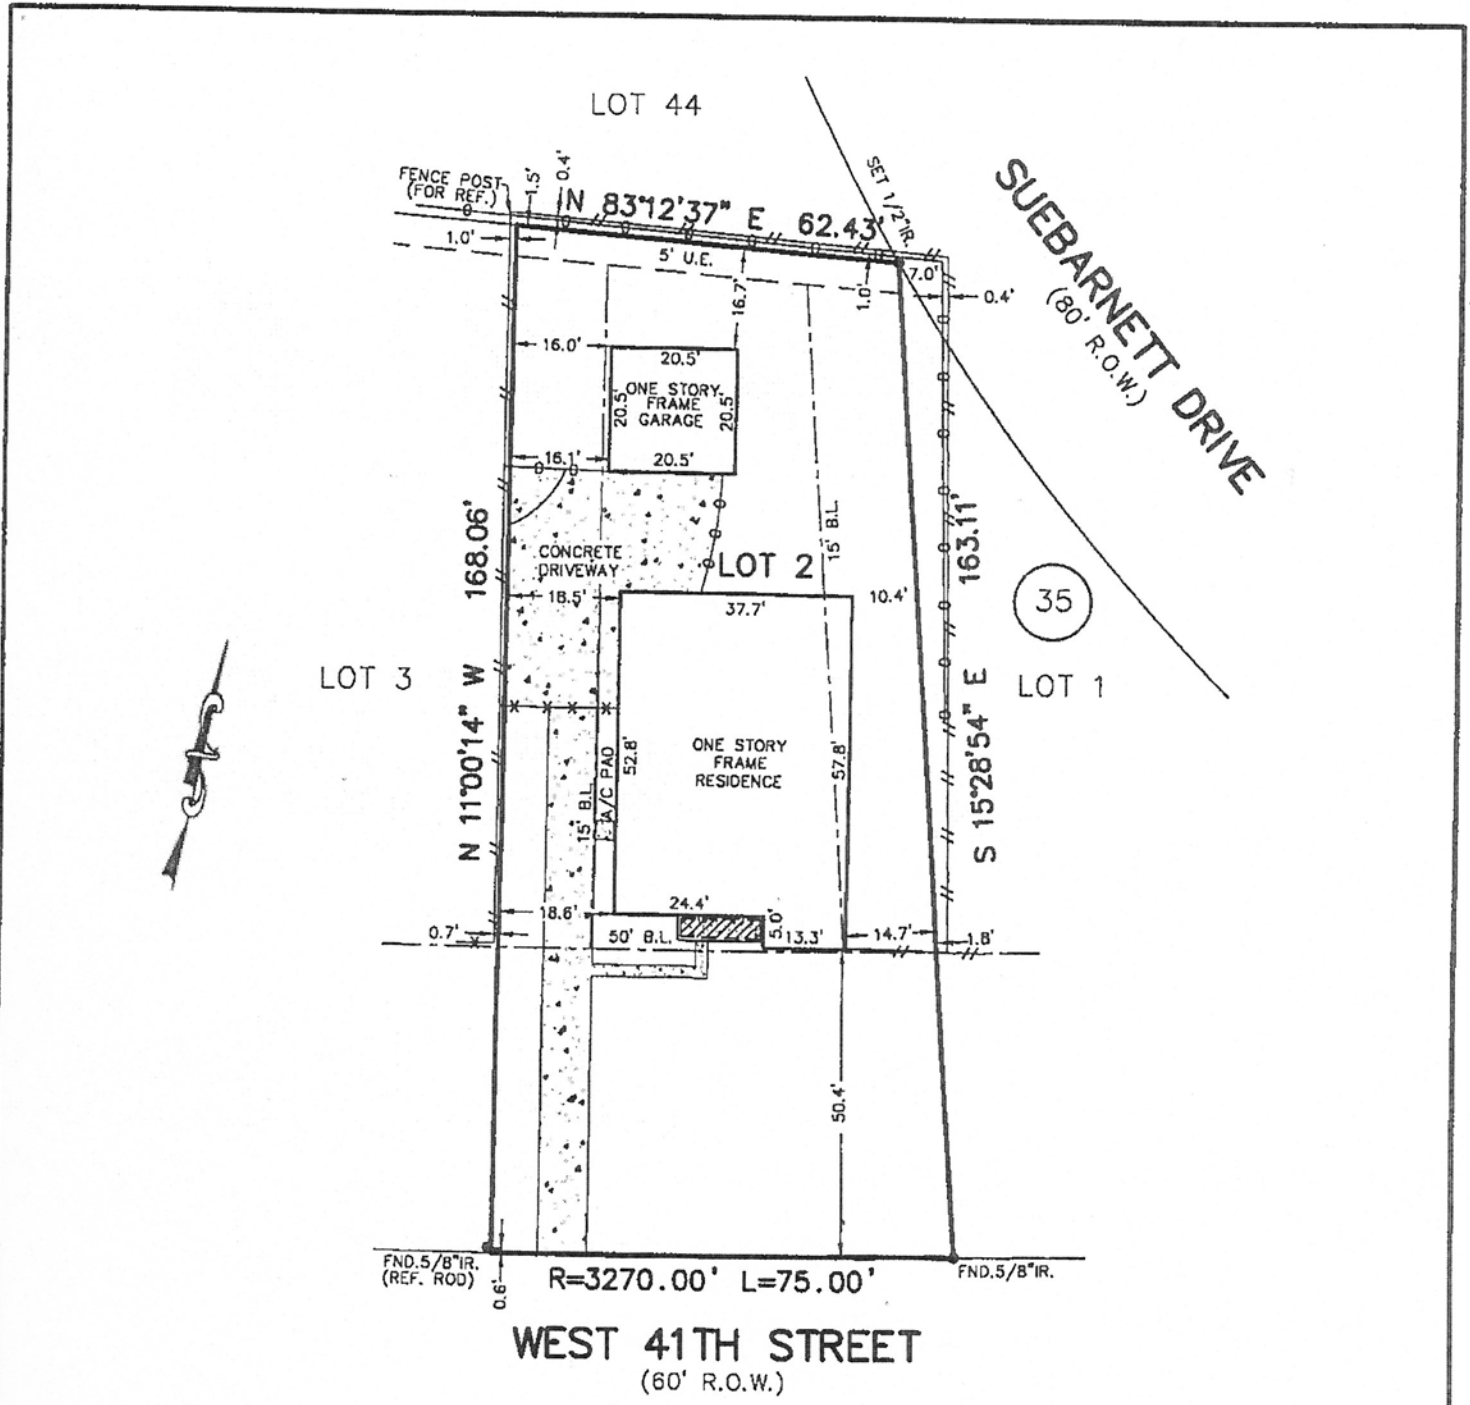 LOT 44
FENCE POST
(FOR REF.)
1.5'
0.4'
N 83°12'37" E 62.43'
SET 1/2"IR.
SUEBARNETT DRIVE
(80' R.O.W.)
1.0'
5' U.E.
16.7'
1.0'
7.0'
0.4'
16.0'
20.5'
20.5'
ONE STORY
FRAME
GARAGE
20.5'
16.1'
20.5'
N 11°00'14" W 168.06'
CONCRETE
DRIVEWAY
LOT 2
15' B.L.
S 15°28'54" E 163.11'
18.5'
37.7'
10.4'
35
LOT 3
LOT 1
15' B.L.
A/C PAD
52.8'
ONE STORY
FRAME
RESIDENCE
57.8'
18.6'
24.4'
5.0'
0.7'
50' B.L.
13.3'
14.7'
1.8'
50.4'
FND.5/8"IR.
(REF. ROD)
0.6'
R=3270.00' L=75.00'
FND.5/8"IR.
WEST 41TH STREET
(60' R.O.W.)